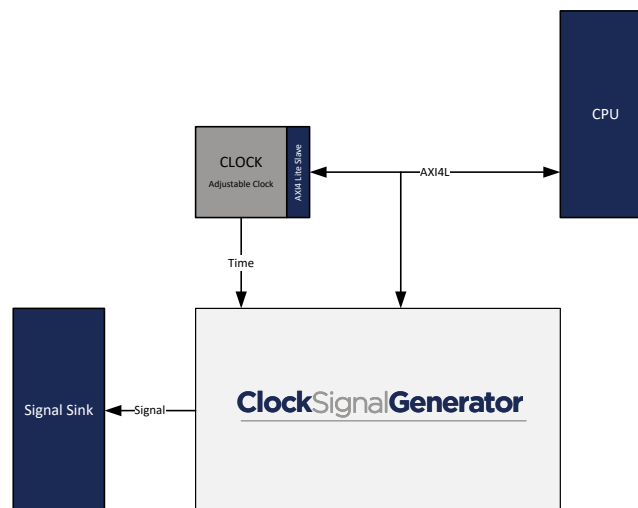 CPU
CLOCK
Adjustable Clock
AXI4 Lite Slave
AXI4L
Time
ClockSignalGenerator
Signal Sink
Signal